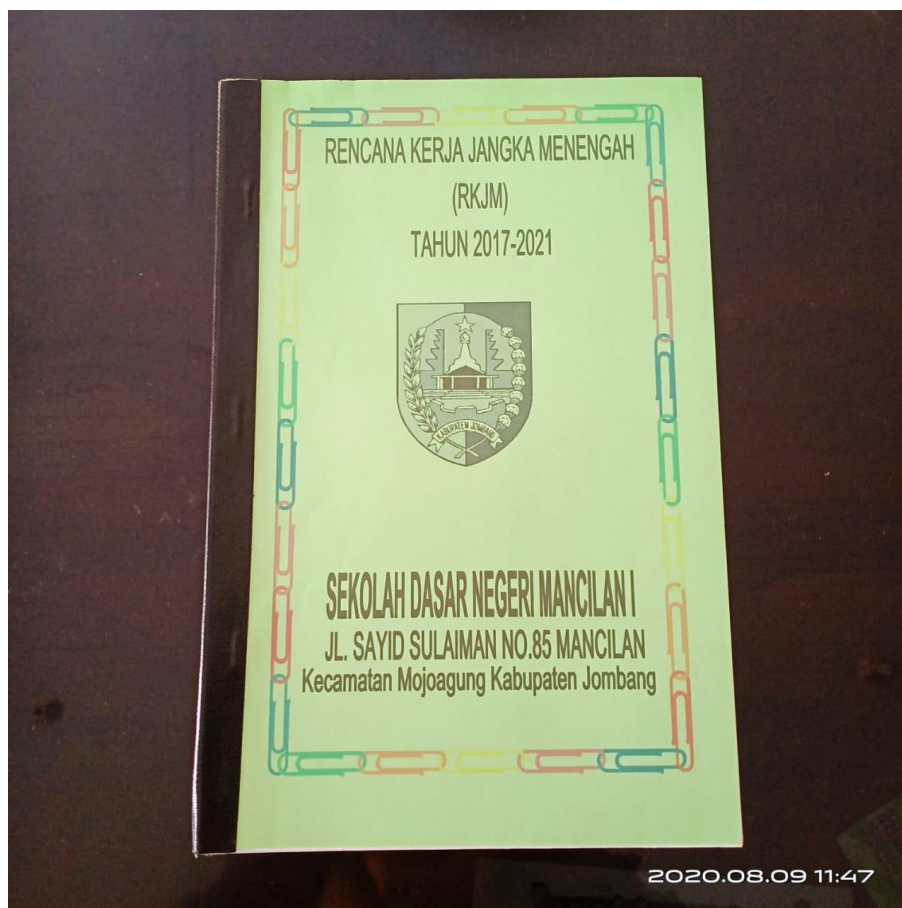 RENCANA KERJA JANGKA MENENGAH
(RKJM)
TAHUN 2017-2021
KABUPATEN JOMBANG
SEKOLAH DASAR NEGERI MANCILAN I
JL. SAYID SULAIMAN NO.85 MANCILAN
Kecamatan Mojoagung Kabupaten Jombang
2020.08.09 11:47